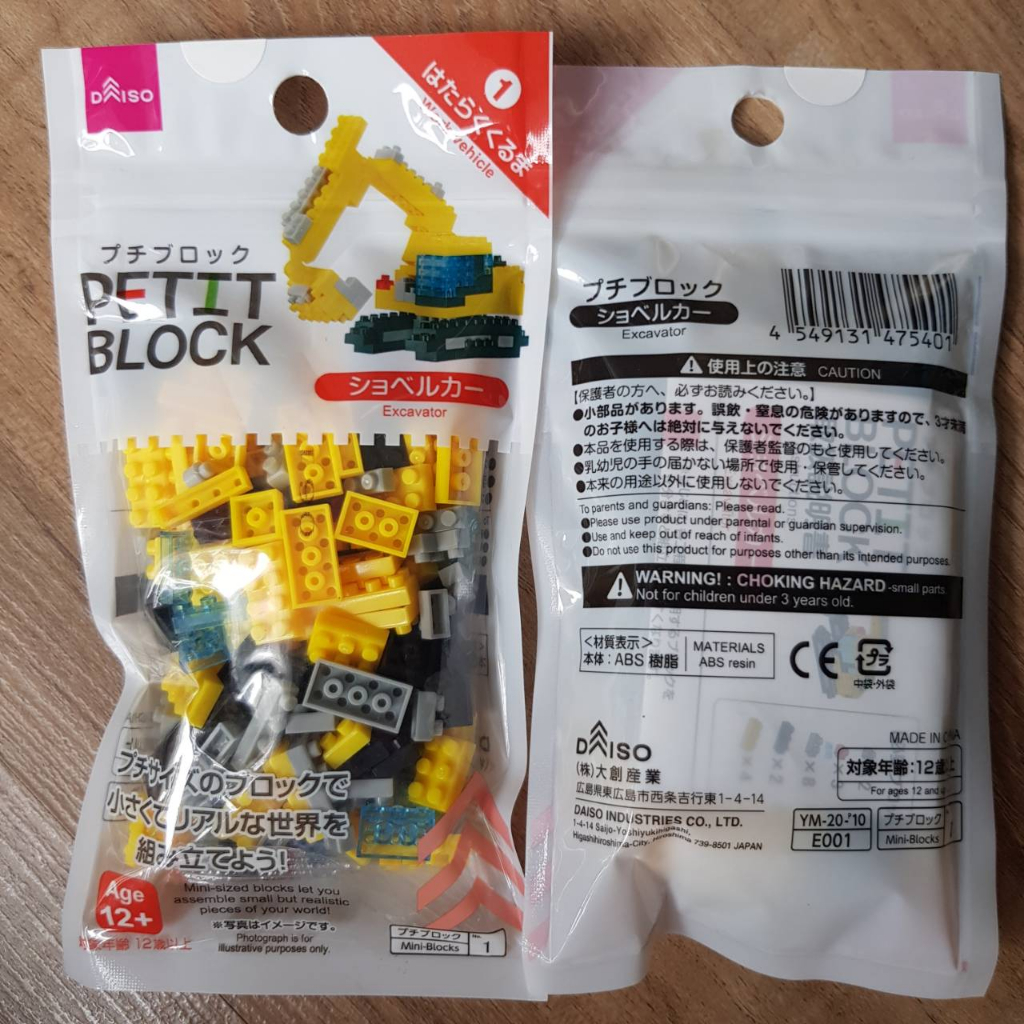 DAISO
1
はたらくくるま
Work Vehicle
プチブロック
PETIT
BLOCK
ショベルカー
Excavator
プチサイズのブロックで
小さくてリアルな世界を
組み立てよう!
Age
12+
対象年齢 12歳以上
Mini-sized blocks let you
assemble small but realistic
pieces of your world!
※写真はイメージです。
Photograph is for
illustrative purposes only.
プチブロック
Mini-Blocks
No.
1
プチブロック
ショベルカー
Excavator
4 549131 475401
使用上の注意 CAUTION
【保護者の方へ、必ずお読みください。】
●小部品があります。誤飲・窒息の危険がありますので、3才未満
のお子様へは絶対に与えないでください。
●本品を使用する際は、保護者監督のもと使用してください。
●乳幼児の手の届かない場所で使用・保管してください。
●本来の用途以外に使用しないでください。
To parents and guardians: Please read.
●Please use product under parental or guardian supervision.
●Use and keep out of reach of infants.
●Do not use this product for purposes other than its intended purposes.
WARNING! : CHOKING HAZARD -small parts.
Not for children under 3 years old.
<材質表示>
本体:ABS 樹脂
MATERIALS
ABS resin
CE
プラ
中袋・外袋
MADE IN CHINA
DAISO
(株)大創産業
広島県東広島市西条吉行東1-4-14
DAISO INDUSTRIES CO., LTD.
1-4-14 Saijo-Yoshiyukihigashi,
Higashihiroshima-City, Hiroshima 739-8501 JAPAN
対象年齢:12歳以上
For ages 12 and up
YM-20-'10
E001
プチブロック
Mini-Blocks
1